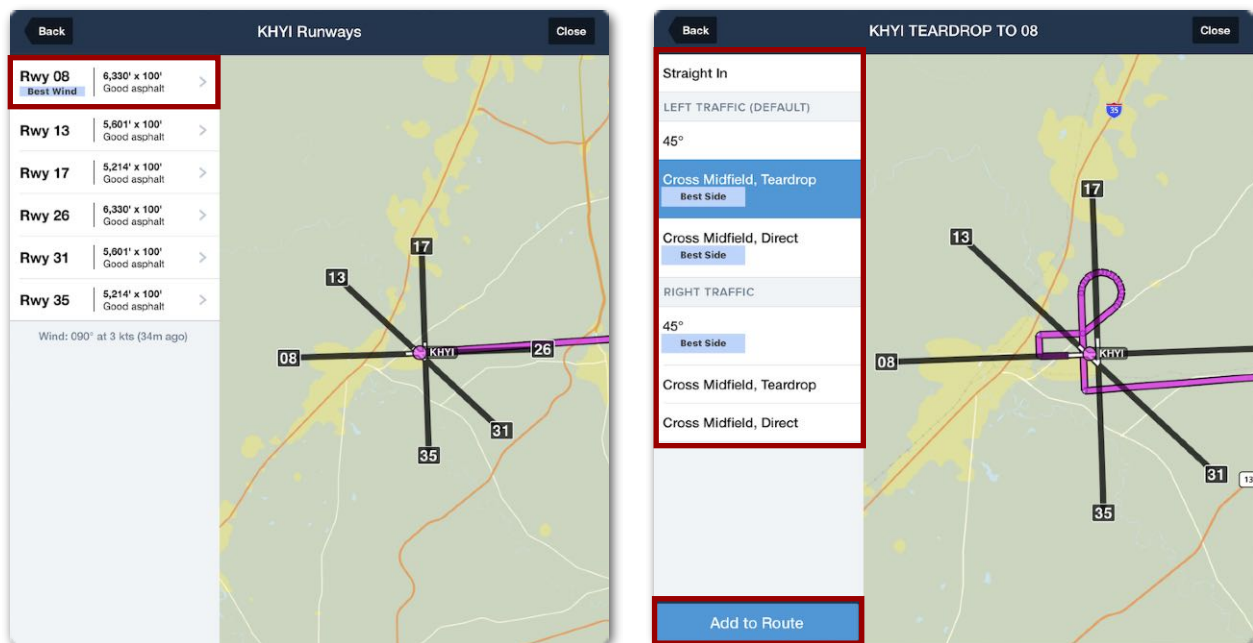 Back
KHYI Runways
Close
Rwy 08
Best Wind
6,330' x 100'
Good asphalt
Rwy 13
5,601' x 100'
Good asphalt
Rwy 17
5,214' x 100'
Good asphalt
Rwy 26
6,330' x 100'
Good asphalt
Rwy 31
5,601' x 100'
Good asphalt
Rwy 35
5,214' x 100'
Good asphalt
Wind: 090° at 3 kts (34m ago)
17
13
KHYI
26
08
31
35
Back
KHYI TEARDROP TO 08
Close
Straight In
LEFT TRAFFIC (DEFAULT)
45°
Cross Midfield, Teardrop
Best Side
Cross Midfield, Direct
Best Side
RIGHT TRAFFIC
45°
Best Side
Cross Midfield, Teardrop
Cross Midfield, Direct
Add to Route
35
17
13
KHYI
08
31
13
35